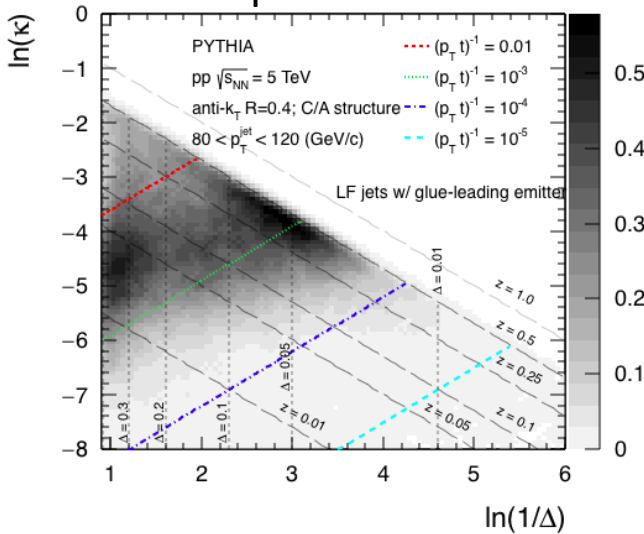 ln(κ)
PYTHIA
pp √s_NN = 5 TeV
anti-k_T R=0.4; C/A structure
80 < p_T^jet < 120 (GeV/c)
(p_T t)^-1 = 0.01
(p_T t)^-1 = 10^-3
(p_T t)^-1 = 10^-4
(p_T t)^-1 = 10^-5
LF jets w/ glue-leading emitter
0
−1
−2
−3
−4
−5
−6
−7
−8
Δ = 0.3
Δ = 0.2
Δ = 0.1
Δ = 0.05
Δ = 0.01
z = 1.0
z = 0.5
z = 0.25
z = 0.1
z = 0.05
z = 0.01
1
2
3
4
5
6
ln(1/Δ)
0.5
0.4
0.3
0.2
0.1
0